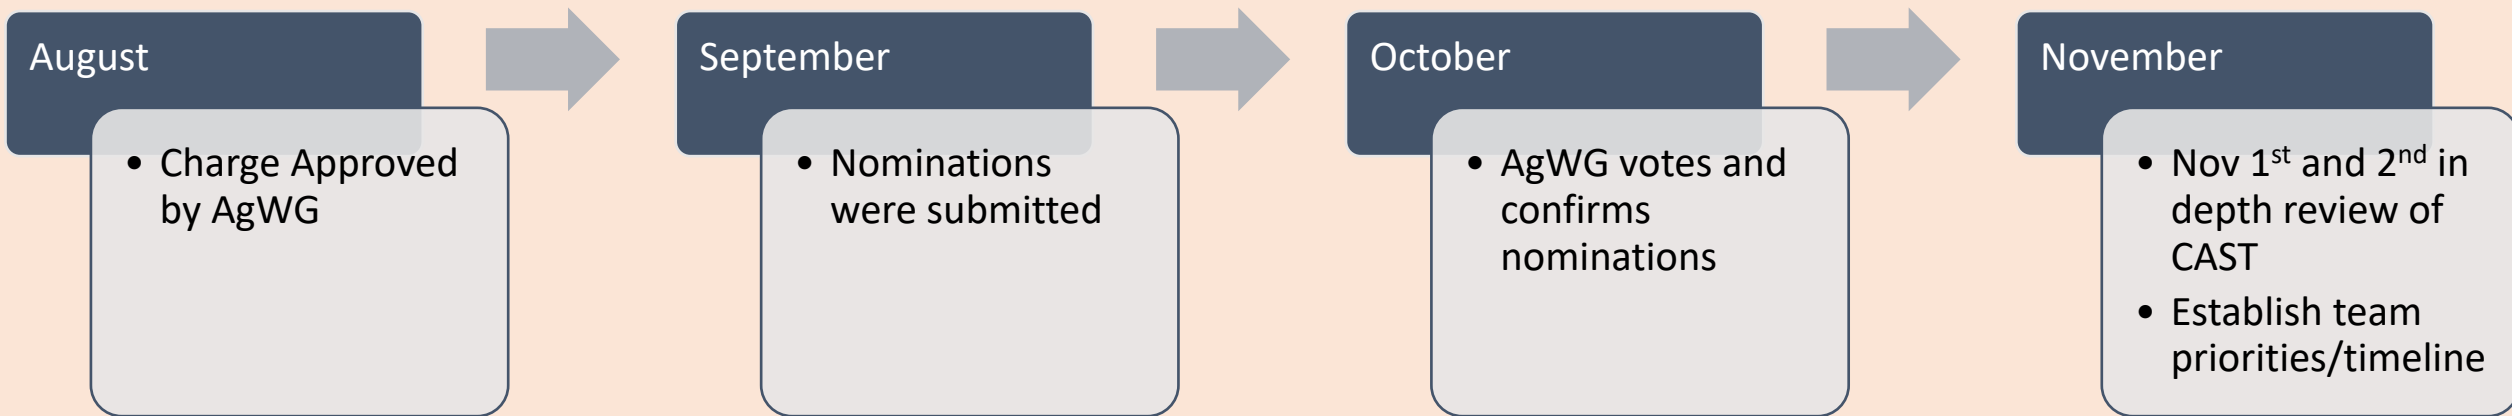 August
• Charge Approved
by AgWG
September
• Nominations
were submitted
October
• AgWG votes and
confirms
nominations
November
• Nov 1st and 2nd in
depth review of
CAST
• Establish team
priorities/timeline